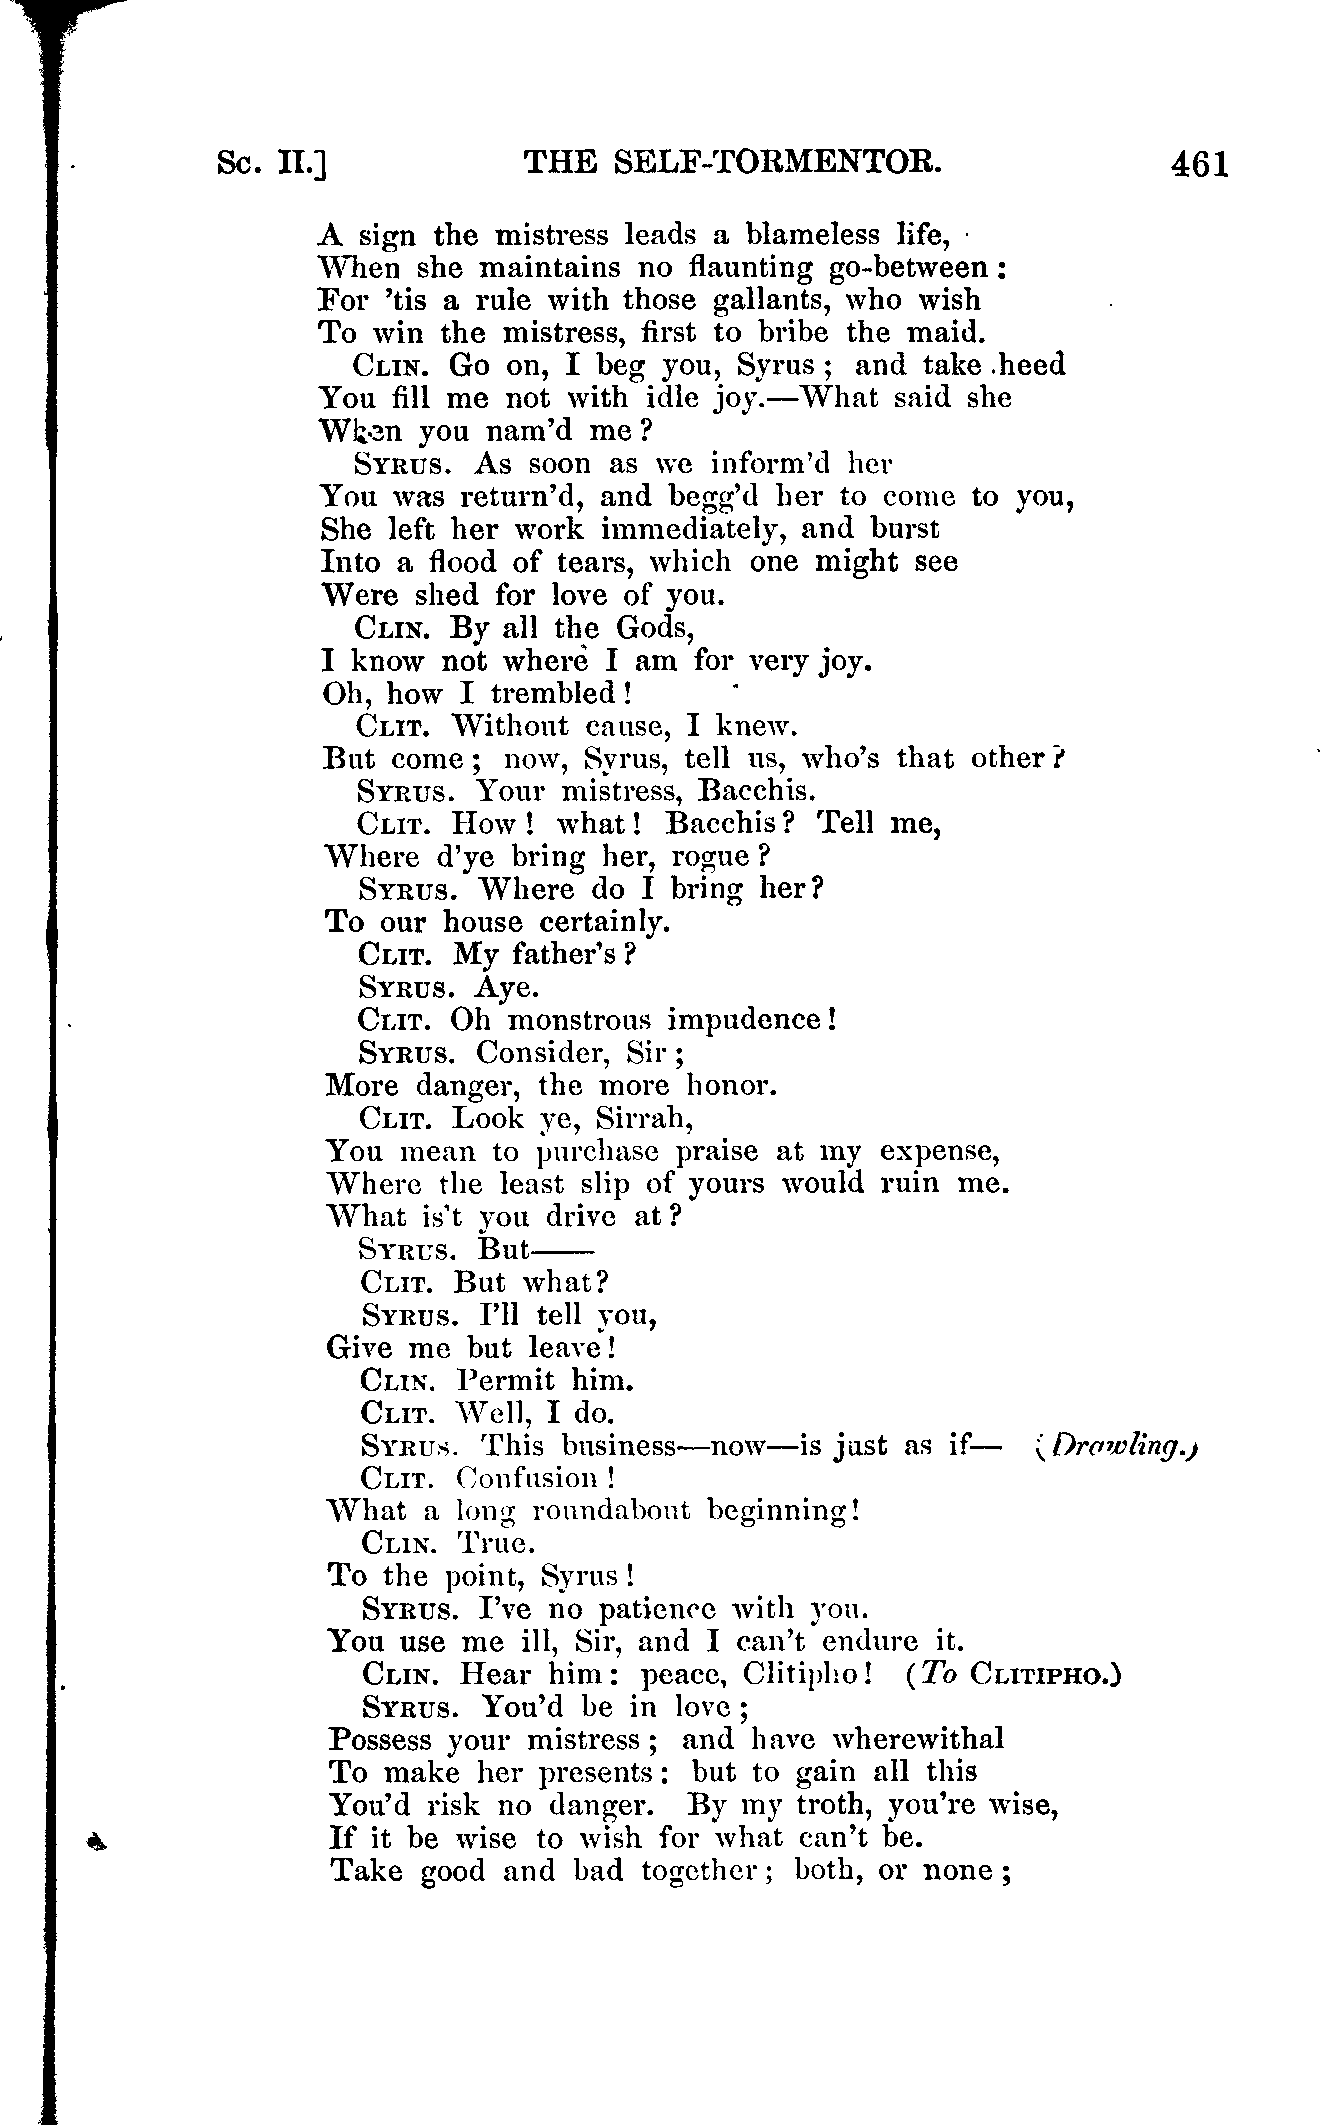 Sc. II.] THE SELF-TORMENTOR. 461
A sign the mistress leads a blameless life,
When she maintains no flaunting go-between :
For 'tis a rule with those gallants, who wish
To win the mistress, first to bribe the maid.
CLIN. Go on, I beg you, Syrus ; and take heed
You fill me not with idle joy.—What said she
When you nam'd me ?
SYRUS. As soon as we inform'd her
You was return'd, and begg'd her to come to you,
She left her work immediately, and burst
Into a flood of tears, which one might see
Were shed for love of you.
CLIN. By all the Gods,
I know not where I am for very joy.
Oh, how I trembled !
CLIT. Without cause, I knew.
But come ; now, Syrus, tell us, who's that other ?
SYRUS. Your mistress, Bacchis.
CLIT. How ! what ! Bacchis ? Tell me,
Where d'ye bring her, rogue ?
SYRUS. Where do I bring her ?
To our house certainly.
CLIT. My father's ?
SYRUS. Aye.
CLIT. Oh monstrous impudence !
SYRUS. Consider, Sir ;
More danger, the more honor.
CLIT. Look ye, Sirrah,
You mean to purchase praise at my expense,
Where the least slip of yours would ruin me.
What is't you drive at ?
SYRUS. But——
CLIT. But what ?
SYRUS. I'll tell you,
Give me but leave !
CLIN. Permit him.
CLIT. Well, I do.
SYRUS. This business—now—is just as if— (Drawling.)
CLIT. Confusion !
What a long roundabout beginning !
CLIN. True.
To the point, Syrus !
SYRUS. I've no patience with you.
You use me ill, Sir, and I can't endure it.
CLIN. Hear him : peace, Clitipho ! (To CLITIPHO.)
SYRUS. You'd be in love ;
Possess your mistress ; and have wherewithal
To make her presents : but to gain all this
You'd risk no danger. By my troth, you're wise,
If it be wise to wish for what can't be.
Take good and bad together ; both, or none ;